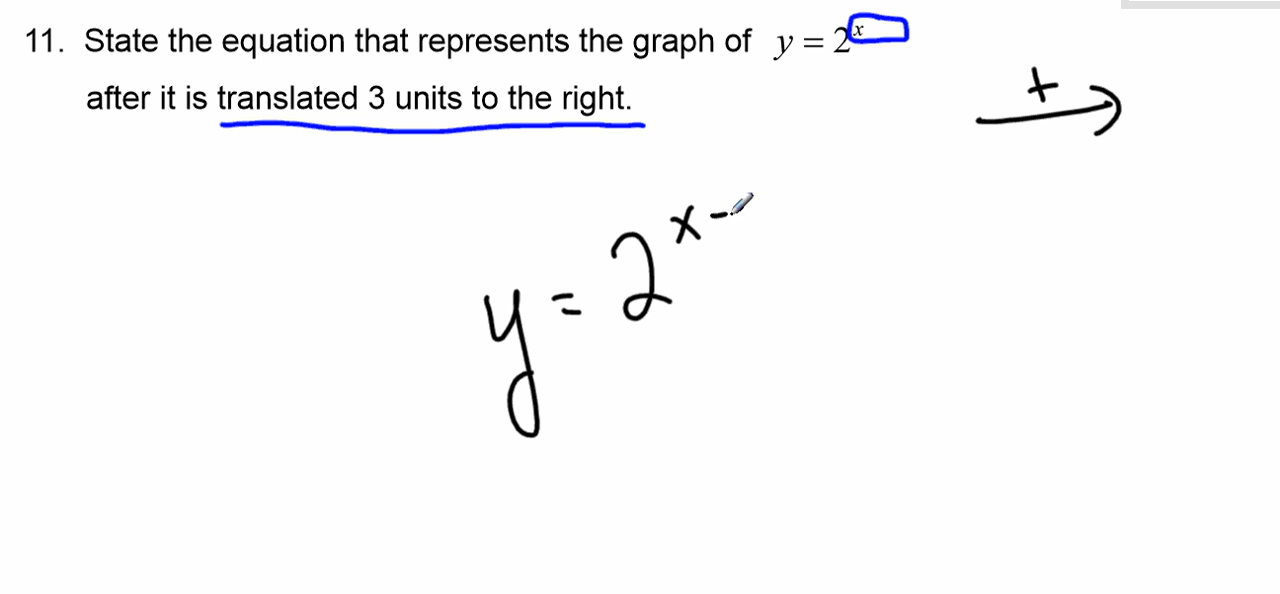 11. State the equation that represents the graph of y = 2^x
after it is translated 3 units to the right.
+
y = 2^x -